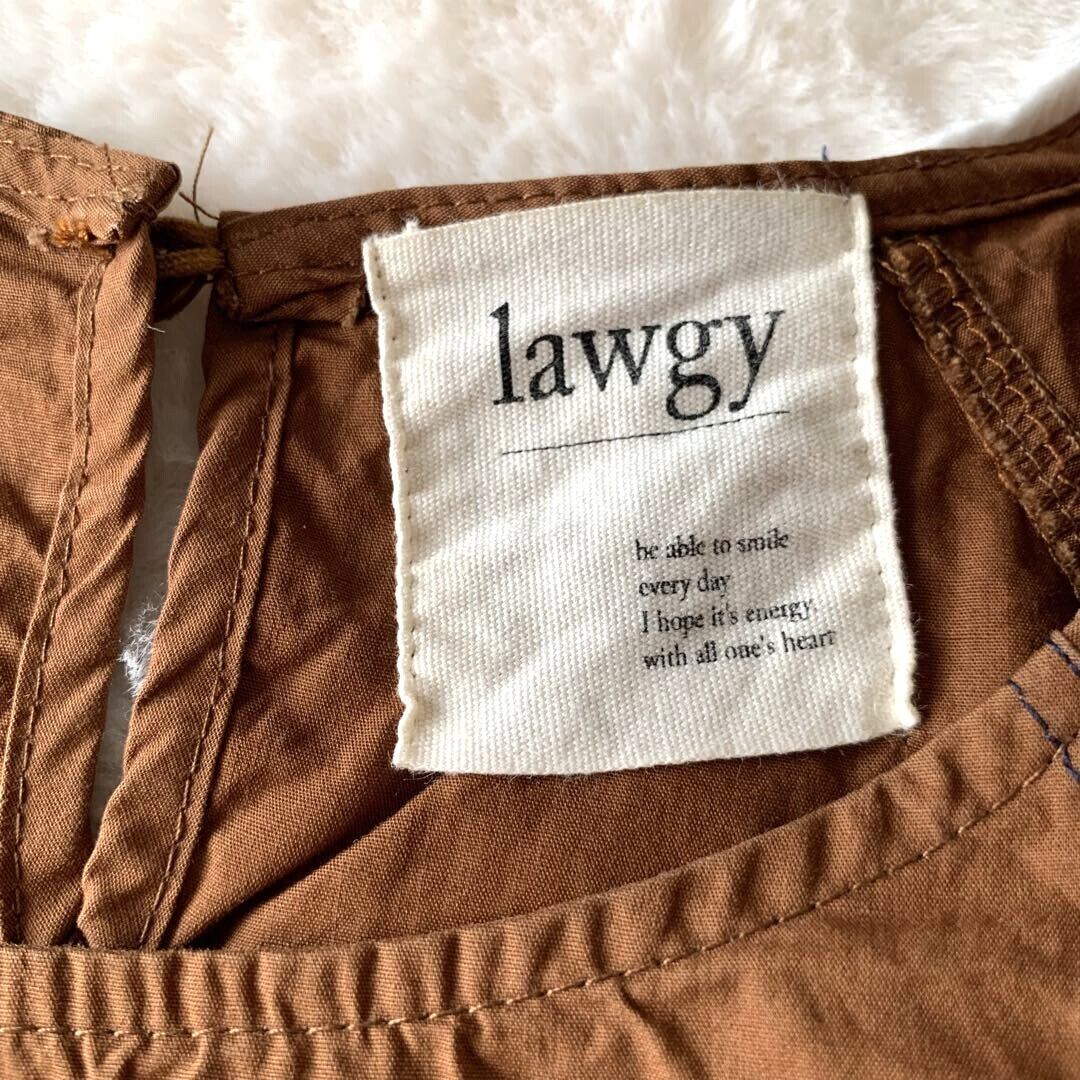 lawgy
be able to smile
every day
I hope it's energy.
with all one's heart